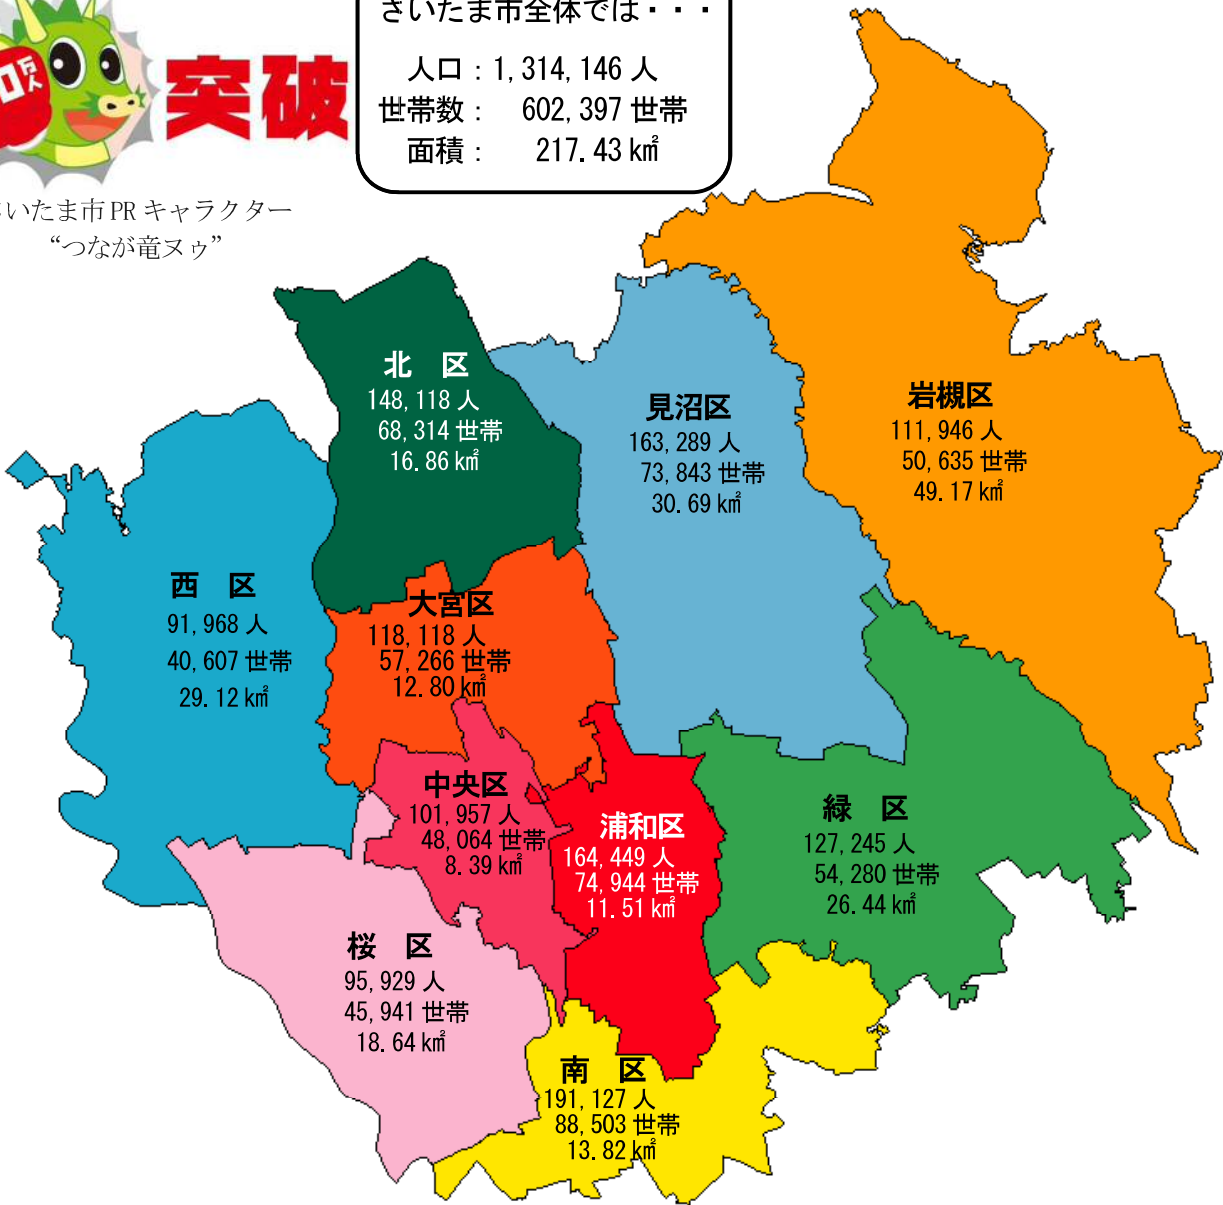 0万人
突破
さいたま市全体では・・・
人口：1,314,146 人
世帯数： 602,397 世帯
面積： 217.43 ㎢
いたま市 PR キャラクター
“つなが竜ヌゥ”
北 区
148,118 人
68,314 世帯
16.86 ㎢
見沼区
163,289 人
73,843 世帯
30.69 ㎢
岩槻区
111,946 人
50,635 世帯
49.17 ㎢
西 区
91,968 人
40,607 世帯
29.12 ㎢
大宮区
118,118 人
57,266 世帯
12.80 ㎢
中央区
101,957 人
48,064 世帯
8.39 ㎢
浦和区
164,449 人
74,944 世帯
11.51 ㎢
緑 区
127,245 人
54,280 世帯
26.44 ㎢
桜 区
95,929 人
45,941 世帯
18.64 ㎢
南 区
191,127 人
88,503 世帯
13.82 ㎢